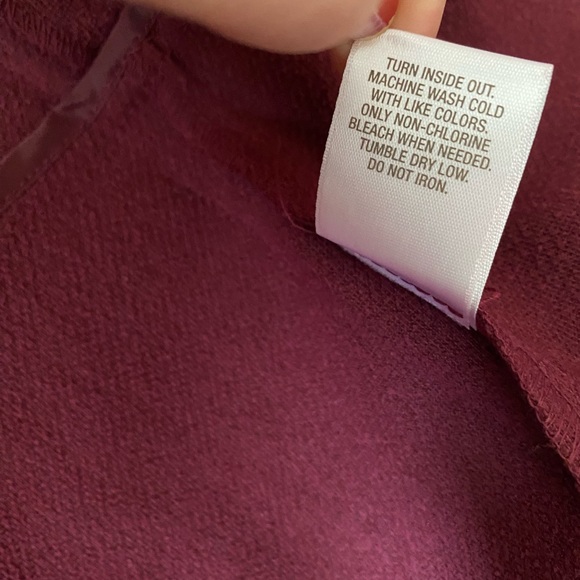 TURN INSIDE OUT.
MACHINE WASH COLD
WITH LIKE COLORS.
ONLY NON-CHLORINE
BLEACH WHEN NEEDED.
TUMBLE DRY LOW.
DO NOT IRON.